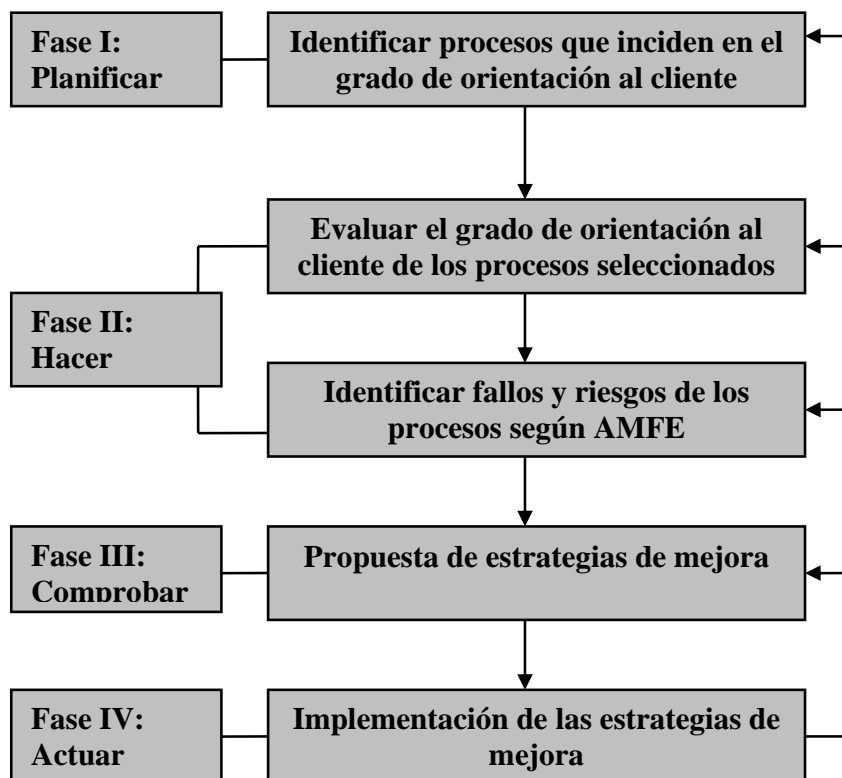 Fase I:
Planificar
Identificar procesos que inciden en el
grado de orientación al cliente
Evaluar el grado de orientación al
cliente de los procesos seleccionados
Fase II:
Hacer
Identificar fallos y riesgos de los
procesos según AMFE
Fase III:
Comprobar
Propuesta de estrategias de mejora
Fase IV:
Actuar
Implementación de las estrategias de
mejora